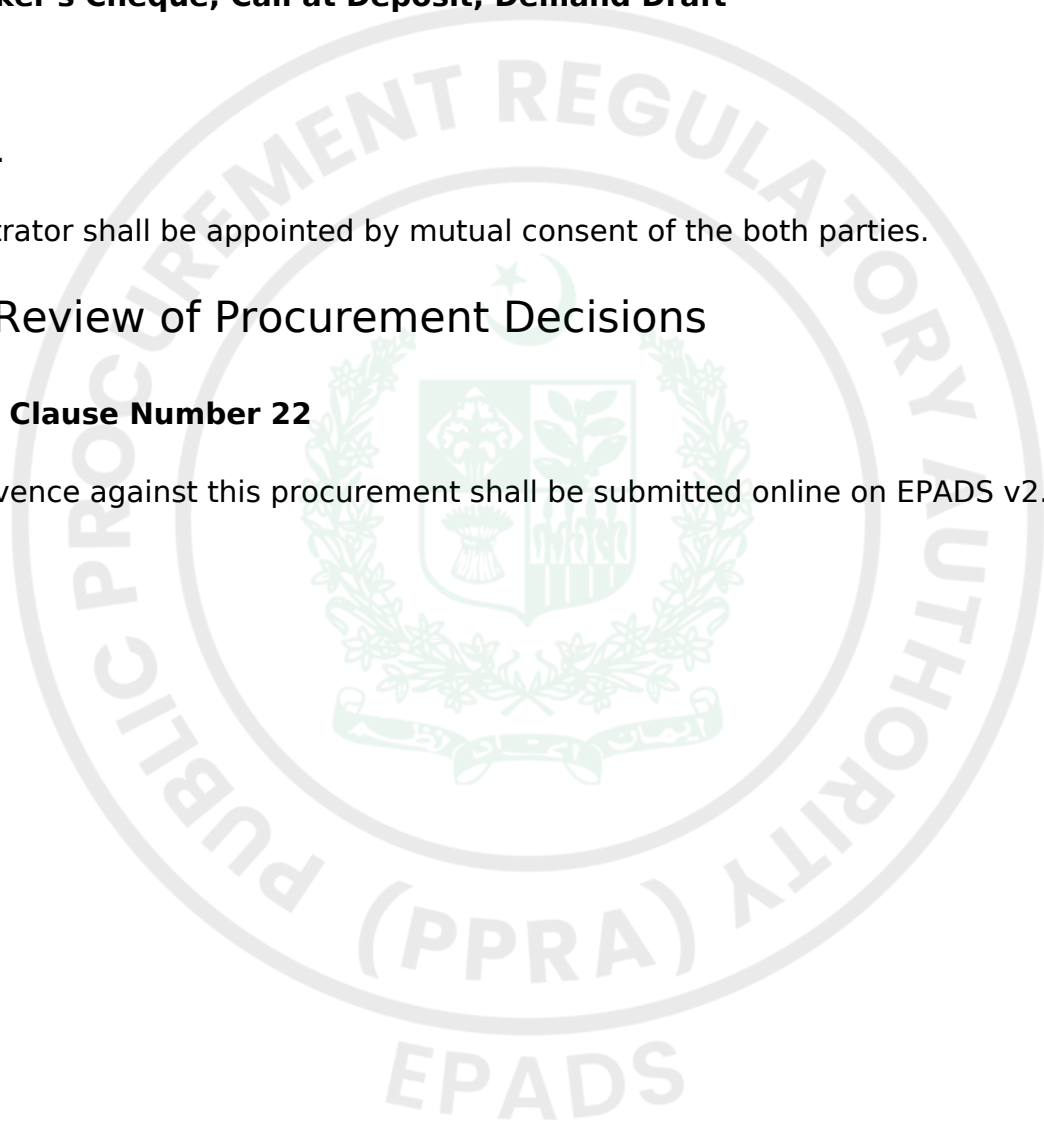 ker's Cheque, Call at Deposit, Demand Draft
.
trator shall be appointed by mutual consent of the both parties.
Review of Procurement Decisions
Clause Number 22
vence against this procurement shall be submitted online on EPADS v2.
PUBLIC PROCUREMENT REGULATORY AUTHORITY
(PPRA)
EPADS